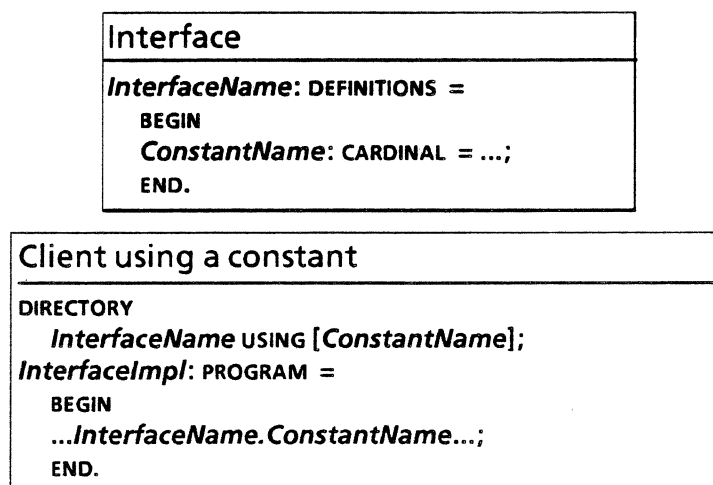 Interface
InterfaceName: DEFINITIONS =
BEGIN
ConstantName: CARDINAL = ...;
END.
Client using a constant
DIRECTORY
InterfaceName USING [ConstantName];
InterfaceImpl: PROGRAM =
BEGIN
...InterfaceName.ConstantName...;
END.